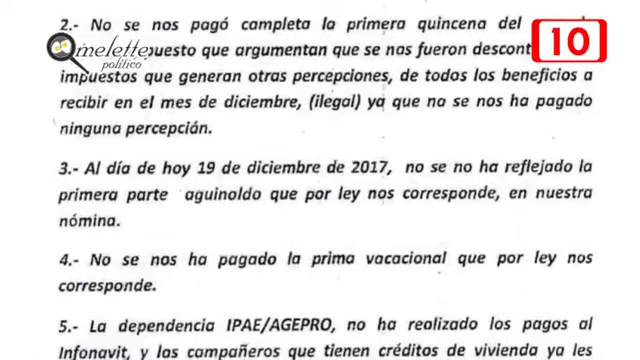 2.- No se nos pagó completa la primera quincena del
puesto que argumentan que se nos fueron
impuestos que generan otras percepciones, de todos los beneficios a
recibir en el mes de diciembre, (ilegal) ya que no se nos ha pagado
ninguna percepción.
3.- Al día de hoy 19 de diciembre de 2017, no se no ha reflejado la
primera parte aguinoldo que por ley nos corresponde, en nuestra
nómina.
4.- No se nos ha pagado la prima vacacional que por ley nos
corresponde.
5.- La dependencia IPAE/AGEPRO, no ha realizado los pagos al
Infonavit, y las campañeros que tienen créditos de vivienda ya les
omelette
político
10